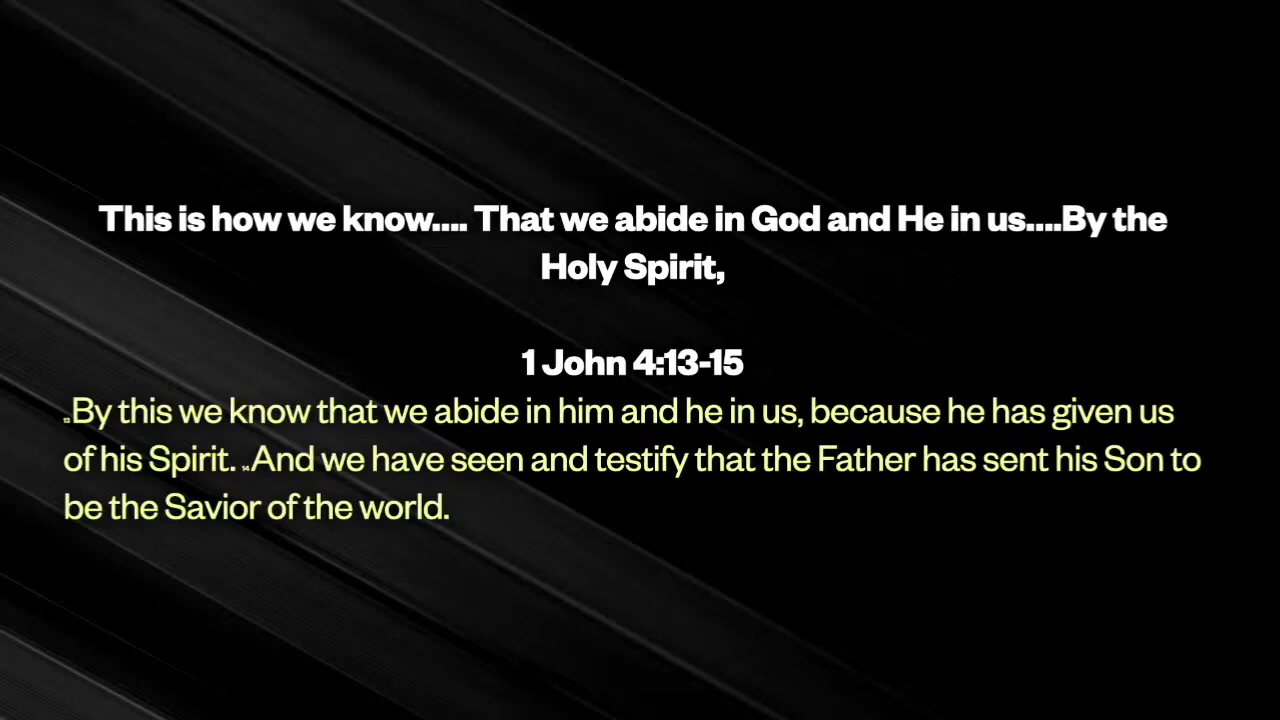 This is how we know.... That we abide in God and He in us....By the
Holy Spirit,
1 John 4:13-15
By this we know that we abide in him and he in us, because he has given us
of his Spirit. 14 And we have seen and testify that the Father has sent his Son to
be the Savior of the world.